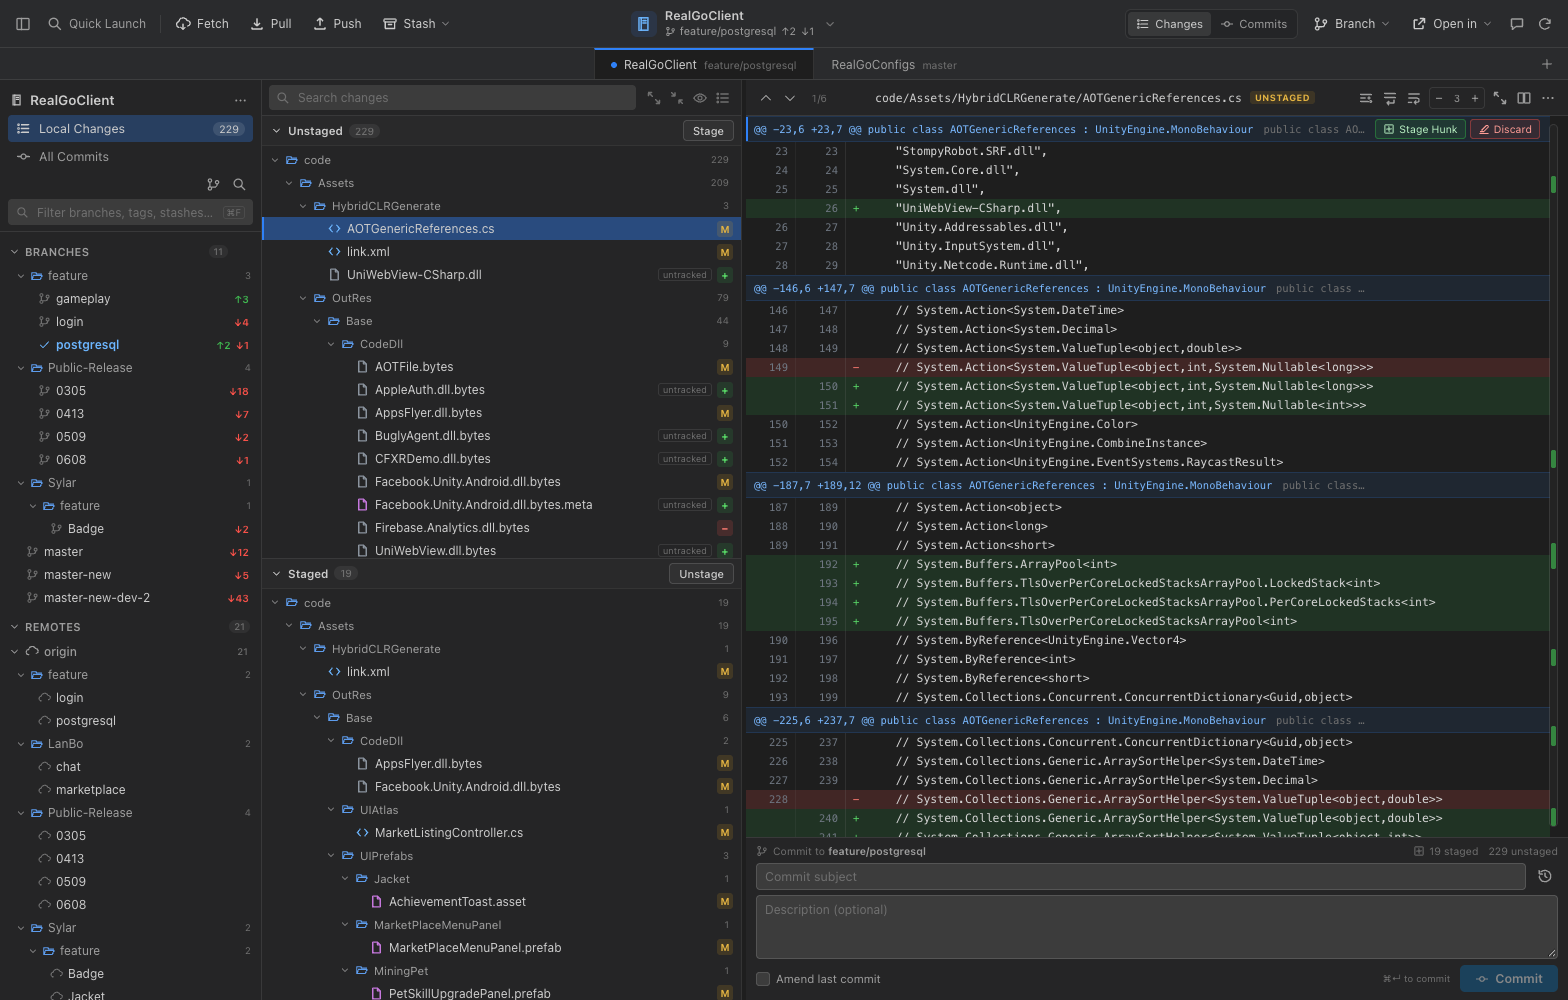 Quick Launch
Fetch
Pull
Push
Stash
RealGoClient
feature/postgresql ↑2 ↓1
Changes
Commits
Branch
Open in
RealGoClient feature/postgresql
RealGoConfigs master
RealGoClient
Local Changes 229
All Commits
Filter branches, tags, stashes... ⌘F
BRANCHES 11
feature 3
gameplay ↑3
login ↓4
postgresql ↑2 ↓1
Public-Release 4
0305 ↓18
0413 ↓7
0509 ↓2
0608 ↓1
Sylar 1
feature 1
Badge ↓2
master ↓12
master-new ↓5
master-new-dev-2 ↓43
REMOTES 21
origin 21
feature 2
login
postgresql
LanBo 2
chat
marketplace
Public-Release 4
0305
0413
0509
0608
Sylar 2
feature 2
Badge
Jacket
Search changes
Unstaged 229 Stage
code 229
Assets 209
HybridCLRGenerate 3
AOTGenericReferences.cs M
link.xml M
UniWebView-CSharp.dll untracked +
OutRes 79
Base 44
CodeDll 9
AOTFile.bytes M
AppleAuth.dll.bytes untracked +
AppsFlyer.dll.bytes M
BuglyAgent.dll.bytes untracked +
CFXRDemo.dll.bytes untracked +
Facebook.Unity.Android.dll.bytes M
Facebook.Unity.Android.dll.bytes.meta untracked +
Firebase.Analytics.dll.bytes −
UniWebView.dll.bytes untracked +
Staged 19 Unstage
code 19
Assets 19
HybridCLRGenerate 1
link.xml M
OutRes 9
Base 6
CodeDll 2
AppsFlyer.dll.bytes M
Facebook.Unity.Android.dll.bytes M
UIAtlas 1
MarketListingController.cs M
UIPrefabs 3
Jacket 1
AchievementToast.asset M
MarketPlaceMenuPanel 1
MarketPlaceMenuPanel.prefab M
MiningPet 1
PetSkillUpgradePanel.prefab M
1/6 code/Assets/HybridCLRGenerate/AOTGenericReferences.cs UNSTAGED − 3 +
@@ -23,6 +23,7 @@ public class AOTGenericReferences : UnityEngine.MonoBehaviour public class AO… Stage Hunk Discard
23 23 "StompyRobot.SRF.dll",
24 24 "System.Core.dll",
25 25 "System.dll",
26 + "UniWebView-CSharp.dll",
26 27 "Unity.Addressables.dll",
27 28 "Unity.InputSystem.dll",
28 29 "Unity.Netcode.Runtime.dll",
@@ -146,6 +147,7 @@ public class AOTGenericReferences : UnityEngine.MonoBehaviour public class …
146 147 // System.Action<System.DateTime>
147 148 // System.Action<System.Decimal>
148 149 // System.Action<System.ValueTuple<object,double>>
149 − // System.Action<System.ValueTuple<object,int,System.Nullable<long>>>
150 + // System.Action<System.ValueTuple<object,int,System.Nullable<long>>>
151 + // System.Action<System.ValueTuple<object,int,System.Nullable<int>>>
150 152 // System.Action<UnityEngine.Color>
151 153 // System.Action<UnityEngine.CombineInstance>
152 154 // System.Action<UnityEngine.EventSystems.RaycastResult>
@@ -187,7 +189,12 @@ public class AOTGenericReferences : UnityEngine.MonoBehaviour public class…
187 189 // System.Action<object>
188 190 // System.Action<long>
189 191 // System.Action<short>
192 + // System.Buffers.ArrayPool<int>
193 + // System.Buffers.TlsOverPerCoreLockedStacksArrayPool.LockedStack<int>
194 + // System.Buffers.TlsOverPerCoreLockedStacksArrayPool.PerCoreLockedStacks<int>
195 + // System.Buffers.TlsOverPerCoreLockedStacksArrayPool<int>
190 196 // System.ByReference<UnityEngine.Vector4>
191 197 // System.ByReference<int>
192 198 // System.ByReference<short>
193 199 // System.Collections.Concurrent.ConcurrentDictionary<Guid,object>
@@ -225,6 +237,7 @@ public class AOTGenericReferences : UnityEngine.MonoBehaviour public class …
225 237 // System.Collections.Concurrent.ConcurrentDictionary<Guid,object>
226 238 // System.Collections.Generic.ArraySortHelper<System.DateTime>
227 239 // System.Collections.Generic.ArraySortHelper<System.Decimal>
228 − // System.Collections.Generic.ArraySortHelper<System.ValueTuple<object,double>>
240 + // System.Collections.Generic.ArraySortHelper<System.ValueTuple<object,double>>
241 + // System.Collections.Generic.ArraySortHelper<System.ValueTuple<object,int>>
Commit to feature/postgresql 19 staged 229 unstaged
Commit subject
Description (optional)
Amend last commit ⌘↵ to commit Commit